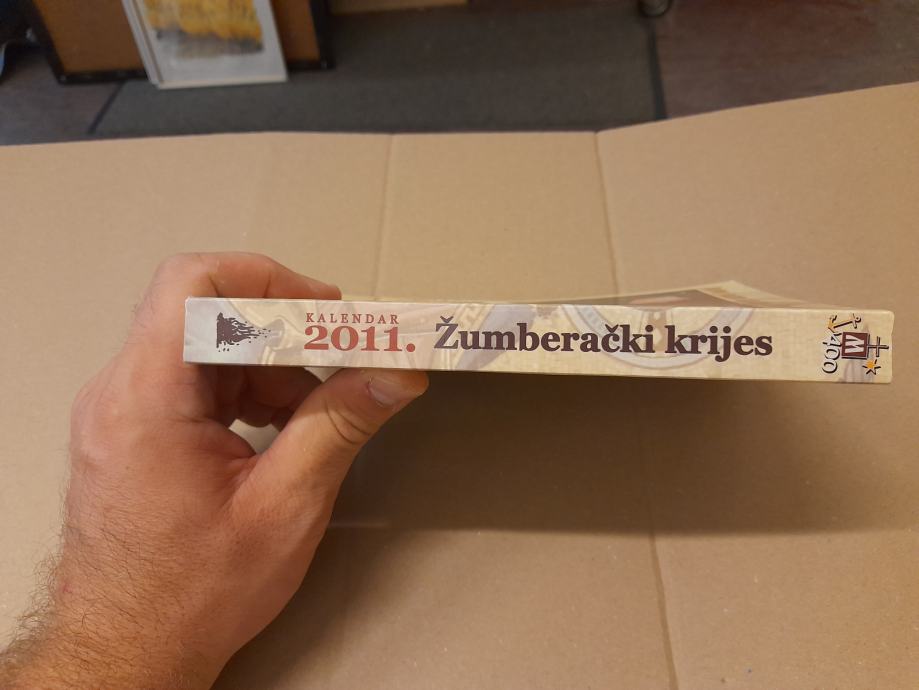 KALENDAR
2011. Žumberački krijes